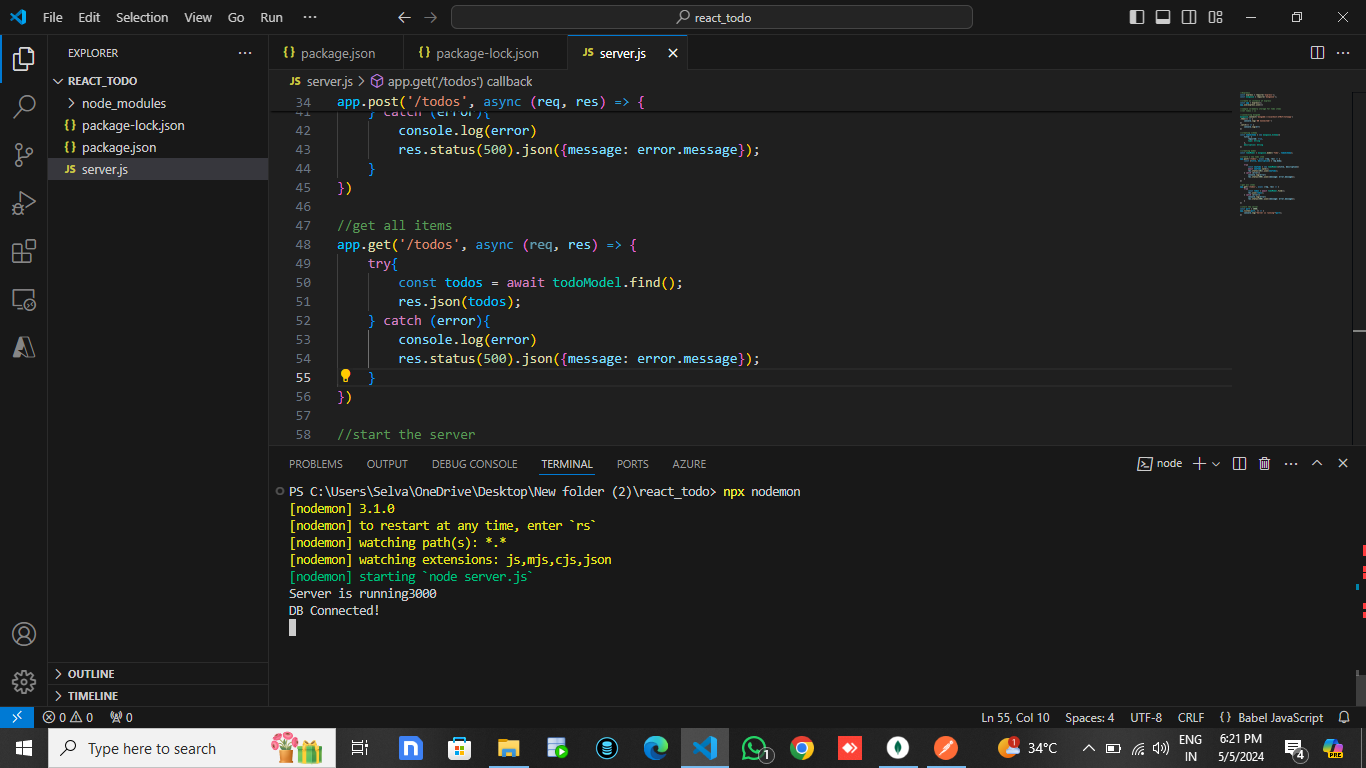 File Edit Selection View Go Run ··· react_todo
EXPLORER ···
REACT_TODO
node_modules
{} package-lock.json
{} package.json
JS server.js
OUTLINE
TIMELINE
{} package.json {} package-lock.json JS server.js
JS server.js > app.get('/todos') callback
34 app.post('/todos', async (req, res) => {
41 } catch (error){
42 console.log(error)
43 res.status(500).json({message: error.message});
44 }
45 })
46
47 //get all items
48 app.get('/todos', async (req, res) => {
49 try{
50 const todos = await todoModel.find();
51 res.json(todos);
52 } catch (error){
53 console.log(error)
54 res.status(500).json({message: error.message});
55 }
56 })
57
58 //start the server
PROBLEMS OUTPUT DEBUG CONSOLE TERMINAL PORTS AZURE node
PS C:\Users\Selva\OneDrive\Desktop\New folder (2)\react_todo> npx nodemon
[nodemon] 3.1.0
[nodemon] to restart at any time, enter `rs`
[nodemon] watching path(s): *.*
[nodemon] watching extensions: js,mjs,cjs,json
[nodemon] starting `node server.js`
Server is running3000
DB Connected!
0 0 0 Ln 55, Col 10 Spaces: 4 UTF-8 CRLF {} Babel JavaScript
Type here to search 1 1 34°C ENG IN 6:21 PM 5/5/2024 4 PRE